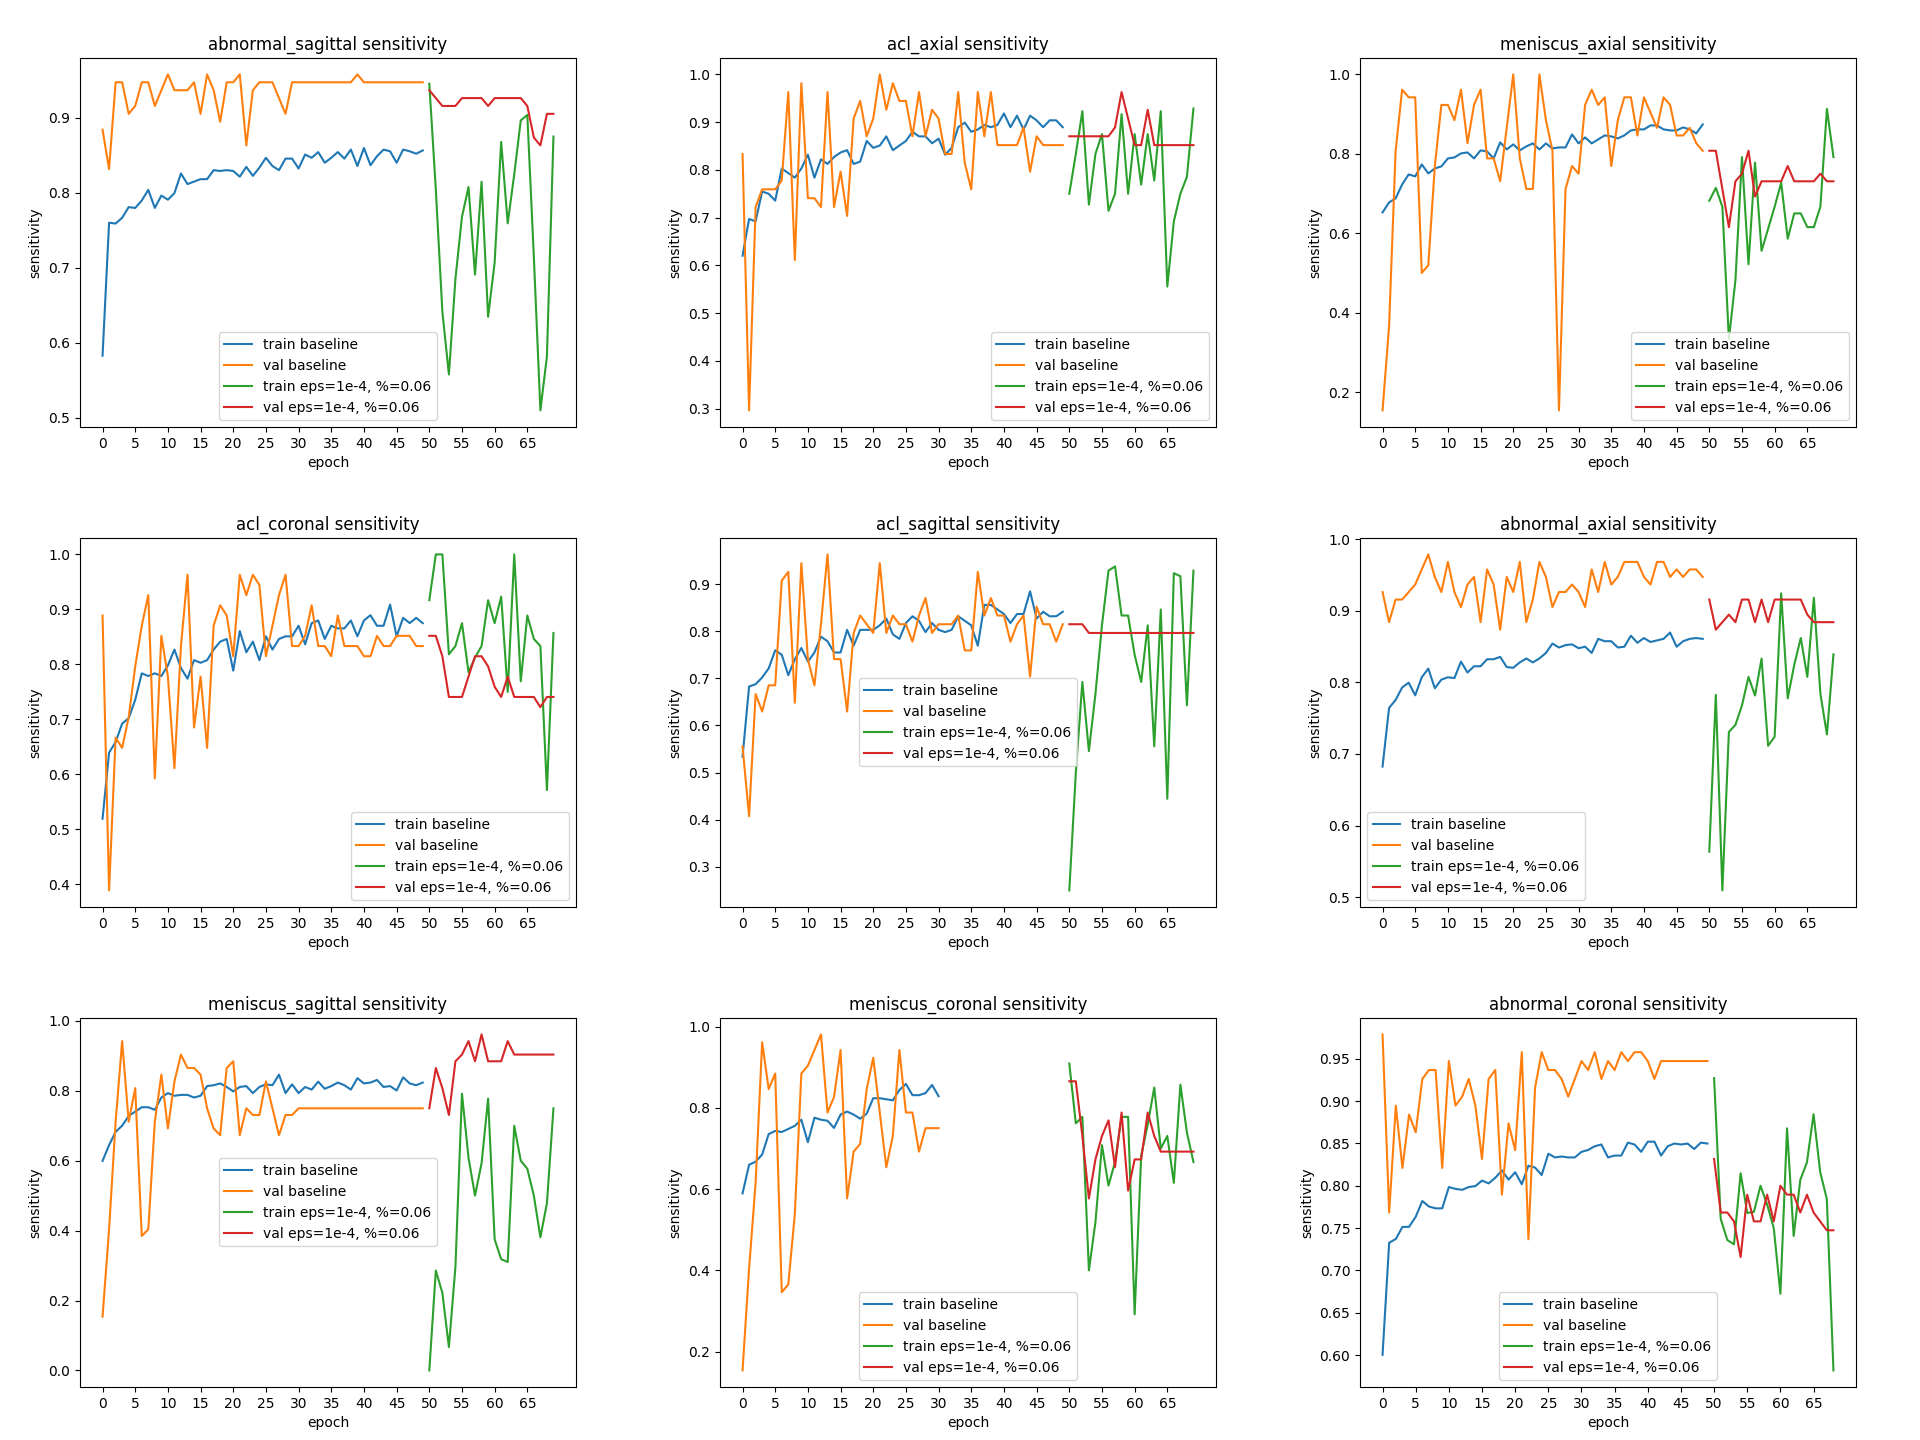 abnormal_sagittal sensitivity
sensitivity
0.9
0.8
0.7
0.6
0.5
train baseline
val baseline
train eps=1e-4, %=0.06
val eps=1e-4, %=0.06
0 5 10 15 20 25 30 35 40 45 50 55 60 65
epoch
acl_axial sensitivity
sensitivity
1.0
0.9
0.8
0.7
0.6
0.5
0.4
0.3
train baseline
val baseline
train eps=1e-4, %=0.06
val eps=1e-4, %=0.06
0 5 10 15 20 25 30 35 40 45 50 55 60 65
epoch
meniscus_axial sensitivity
sensitivity
1.0
0.8
0.6
0.4
0.2
train baseline
val baseline
train eps=1e-4, %=0.06
val eps=1e-4, %=0.06
0 5 10 15 20 25 30 35 40 45 50 55 60 65
epoch
acl_coronal sensitivity
sensitivity
1.0
0.9
0.8
0.7
0.6
0.5
0.4
train baseline
val baseline
train eps=1e-4, %=0.06
val eps=1e-4, %=0.06
0 5 10 15 20 25 30 35 40 45 50 55 60 65
epoch
acl_sagittal sensitivity
sensitivity
0.9
0.8
0.7
0.6
0.5
0.4
0.3
train baseline
val baseline
train eps=1e-4, %=0.06
val eps=1e-4, %=0.06
0 5 10 15 20 25 30 35 40 45 50 55 60 65
epoch
abnormal_axial sensitivity
sensitivity
1.0
0.9
0.8
0.7
0.6
0.5
train baseline
val baseline
train eps=1e-4, %=0.06
val eps=1e-4, %=0.06
0 5 10 15 20 25 30 35 40 45 50 55 60 65
epoch
meniscus_sagittal sensitivity
sensitivity
1.0
0.8
0.6
0.4
0.2
0.0
train baseline
val baseline
train eps=1e-4, %=0.06
val eps=1e-4, %=0.06
0 5 10 15 20 25 30 35 40 45 50 55 60 65
epoch
meniscus_coronal sensitivity
sensitivity
1.0
0.8
0.6
0.4
0.2
train baseline
val baseline
train eps=1e-4, %=0.06
val eps=1e-4, %=0.06
0 5 10 15 20 25 30 35 40 45 50 55 60 65
epoch
abnormal_coronal sensitivity
sensitivity
0.95
0.90
0.85
0.80
0.75
0.70
0.65
0.60
train baseline
val baseline
train eps=1e-4, %=0.06
val eps=1e-4, %=0.06
0 5 10 15 20 25 30 35 40 45 50 55 60 65
epoch